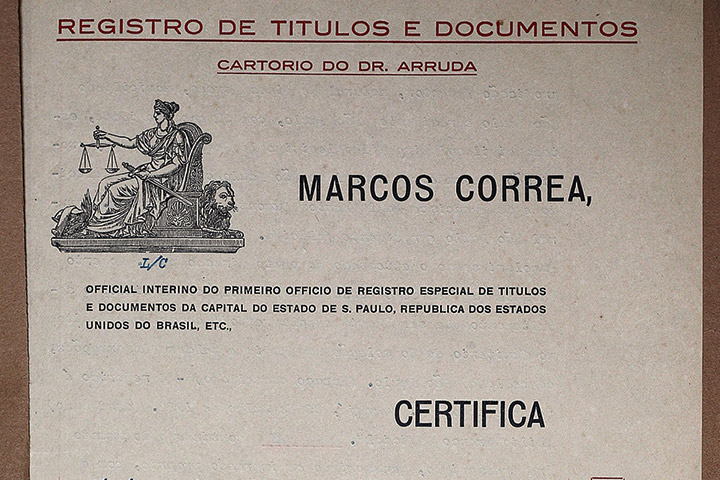 REGISTRO DE TITULOS E DOCUMENTOS
CARTORIO DO DR. ARRUDA
MARCOS CORREA,
L/C
OFFICIAL INTERINO DO PRIMEIRO OFFICIO DE REGISTRO ESPECIAL DE TITULOS
E DOCUMENTOS DA CAPITAL DO ESTADO DE S. PAULO, REPUBLICA DOS ESTADOS
UNIDOS DO BRASIL, ETC.,
CERTIFICA